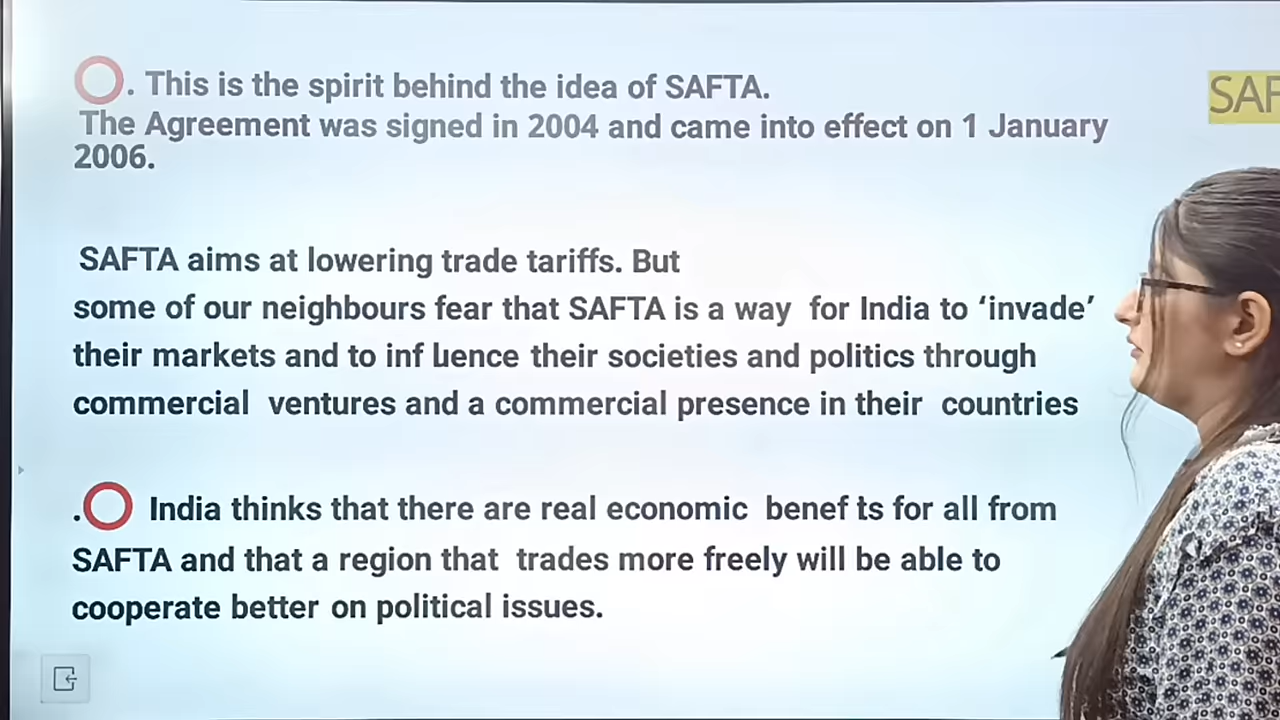 . This is the spirit behind the idea of SAFTA.
The Agreement was signed in 2004 and came into effect on 1 January
2006.
SAF
SAFTA aims at lowering trade tariffs. But
some of our neighbours fear that SAFTA is a way for India to ‘invade’
their markets and to inf luence their societies and politics through
commercial ventures and a commercial presence in their countries
. India thinks that there are real economic benef ts for all from
SAFTA and that a region that trades more freely will be able to
cooperate better on political issues.